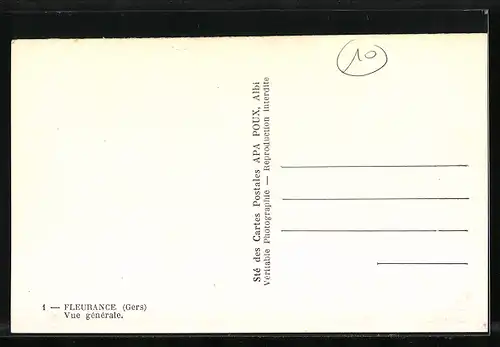 10
Sté des Cartes Postales APA POUX, Albi
Véritable Photographie — Reproduction interdite
1 — FLEURANCE (Gers)
Vue générale.